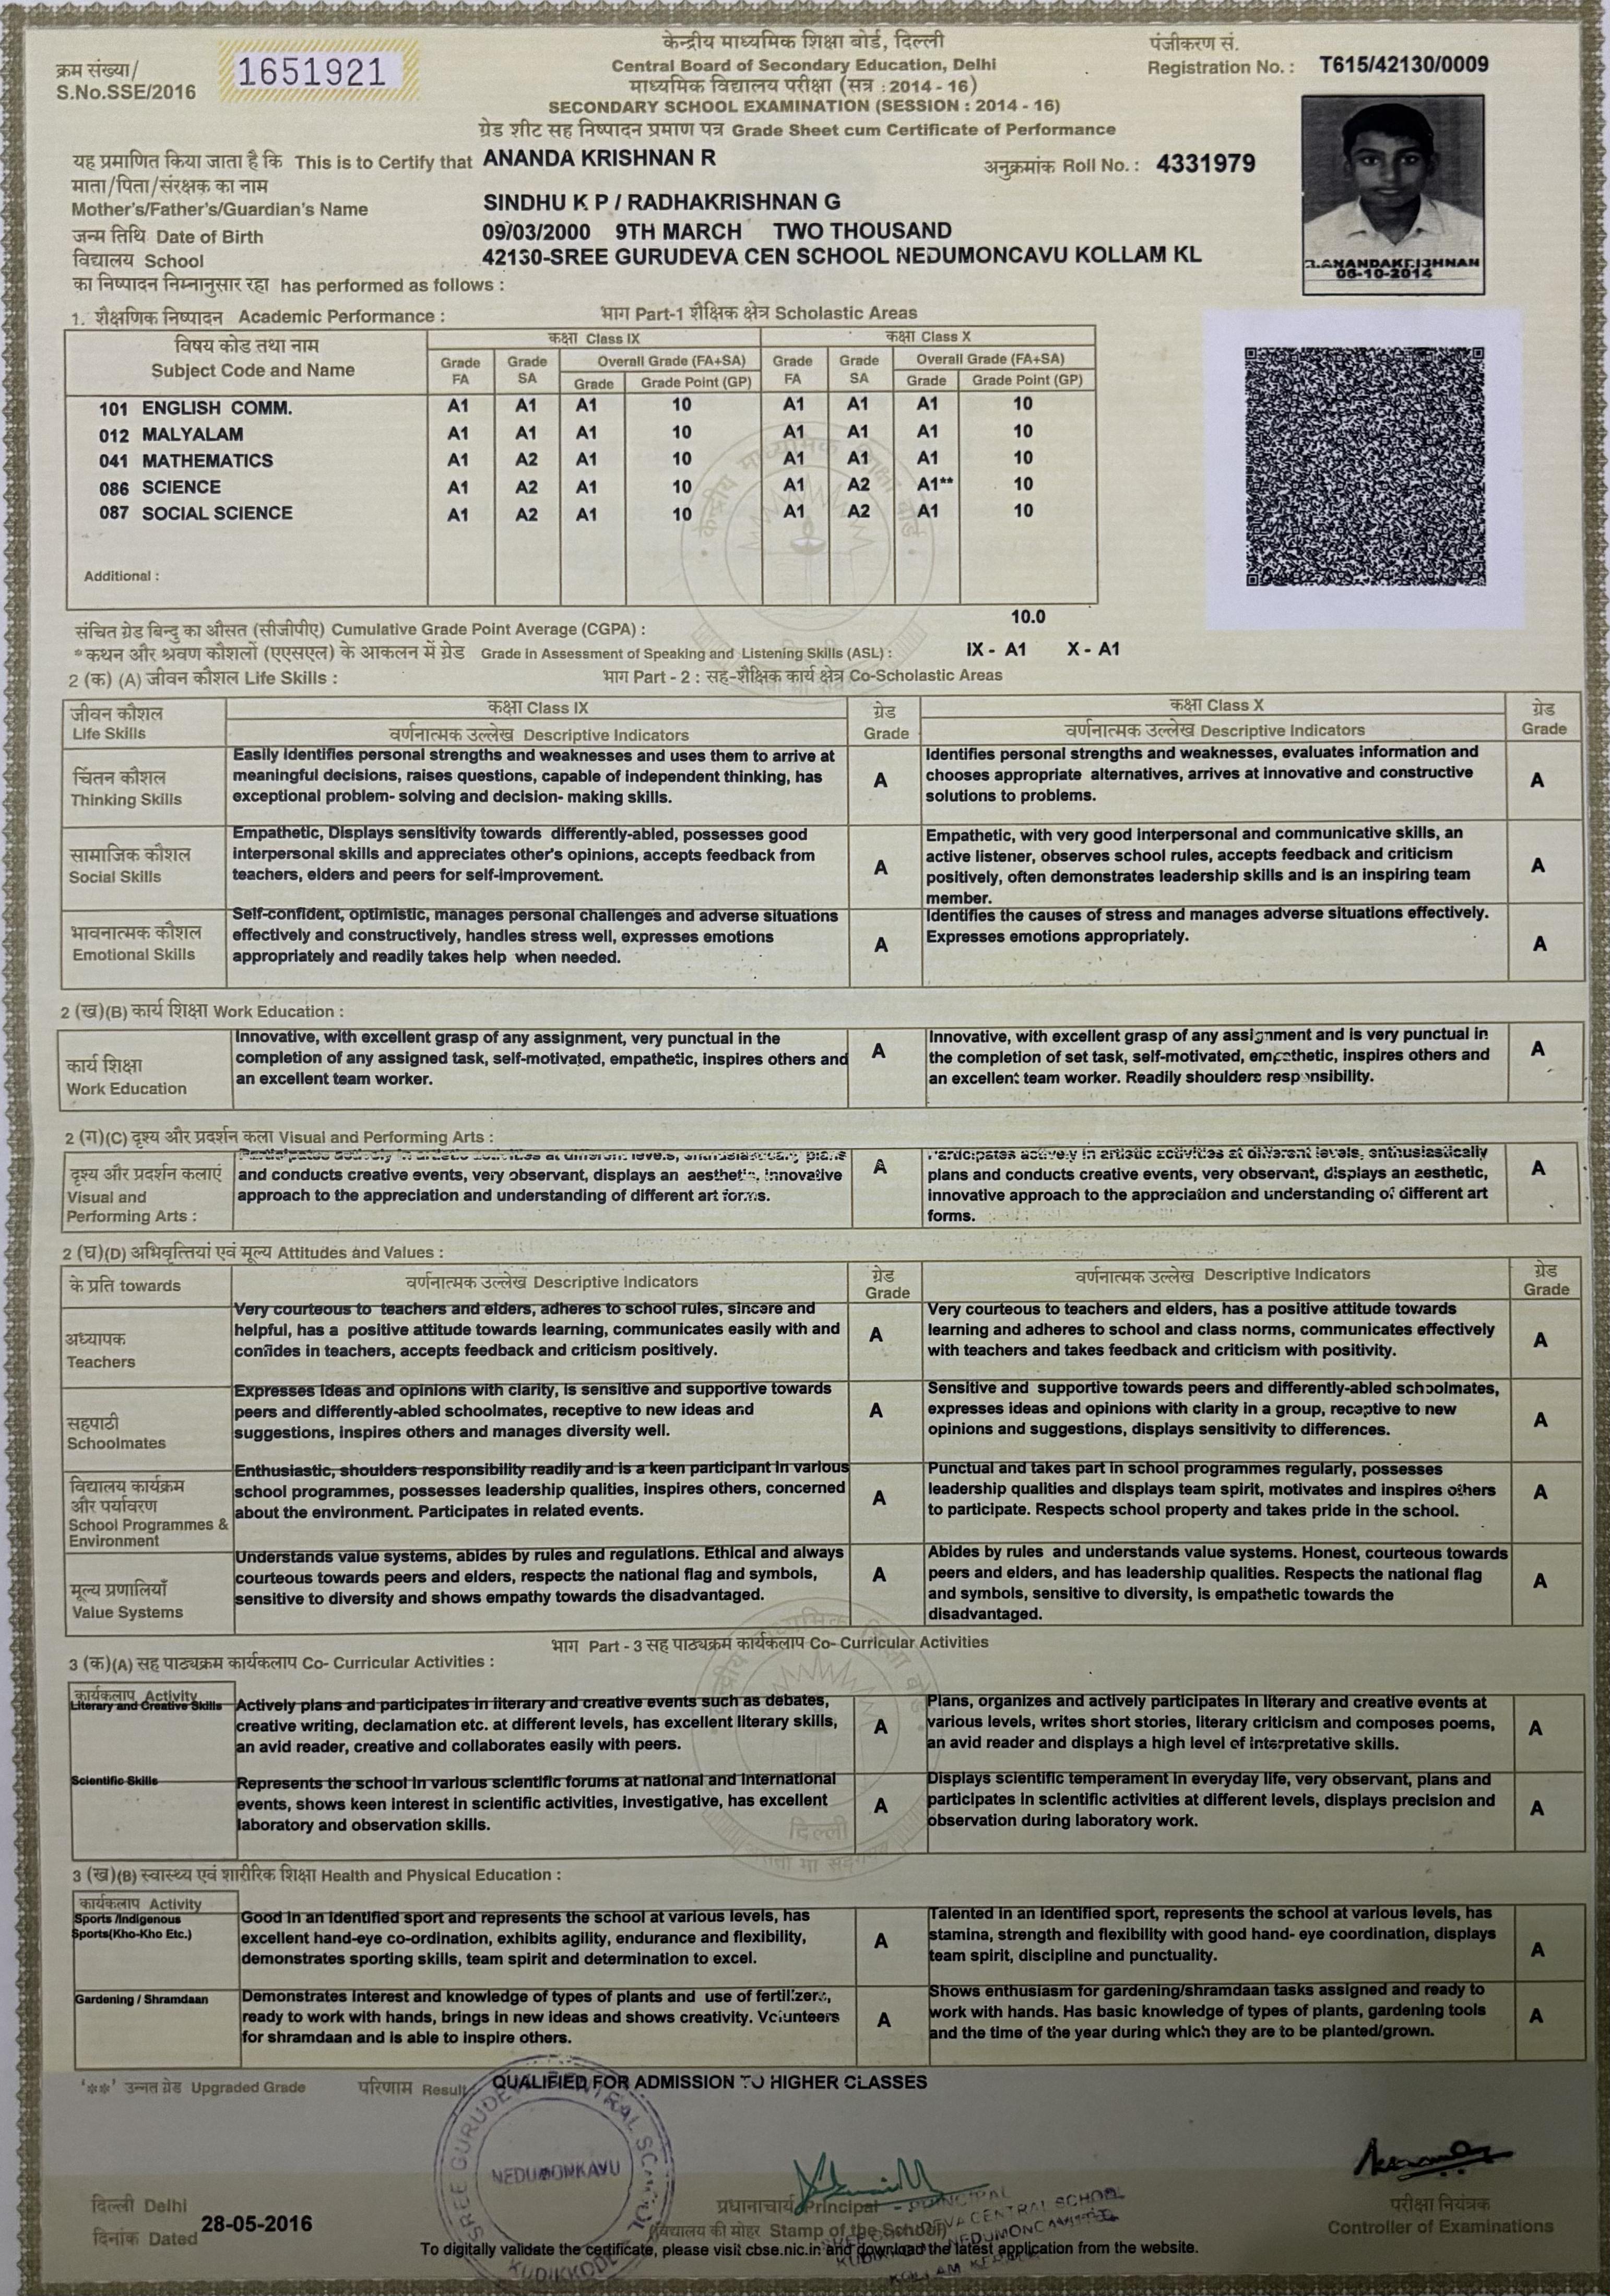 केन्द्रीय माध्यमिक शिक्षा बोर्ड, दिल्ली
Central Board of Secondary Education, Delhi
माध्यमिक विद्यालय परीक्षा (सत्र : 2014 - 16)
SECONDARY SCHOOL EXAMINATION (SESSION : 2014 - 16)
ग्रेड शीट सह निष्पादन प्रमाण पत्र Grade Sheet cum Certificate of Performance
क्रम संख्या/
S.No.SSE/2016 1651921
पंजीकरण सं.
Registration No. : T615/42130/0009
यह प्रमाणित किया जाता है कि This is to Certify that ANANDA KRISHNAN R
अनुक्रमांक Roll No. : 4331979
माता/पिता/संरक्षक का नाम
Mother's/Father's/Guardian's Name SINDHU K P / RADHAKRISHNAN G
जन्म तिथि Date of Birth 09/03/2000 9TH MARCH TWO THOUSAND
विद्यालय School 42130-SREE GURUDEVA CEN SCHOOL NEDUMONCAVU KOLLAM KL
का निष्पादन निम्नानुसार रहा has performed as follows :
06-10-2014
1. शैक्षणिक निष्पादन Academic Performance : भाग Part-1 शैक्षिक क्षेत्र Scholastic Areas
विषय कोड तथा नाम
Subject Code and Name
कक्षा Class IX कक्षा Class X
Grade FA Grade SA Overall Grade (FA+SA) Grade FA Grade SA Overall Grade (FA+SA)
Grade Grade Point (GP) Grade Grade Point (GP)
101 ENGLISH COMM. A1 A1 A1 10 A1 A1 A1 10
012 MALYALAM A1 A1 A1 10 A1 A1 A1 10
041 MATHEMATICS A1 A2 A1 10 A1 A1 A1 10
086 SCIENCE A1 A2 A1 10 A1 A2 A1** 10
087 SOCIAL SCIENCE A1 A2 A1 10 A1 A2 A1 10
Additional :
संचित ग्रेड बिन्दु का औसत (सीजीपीए) Cumulative Grade Point Average (CGPA) : 10.0
*कथन और श्रवण कौशलों (एएसएल) के आकलन में ग्रेड Grade in Assessment of Speaking and Listening Skills (ASL) : IX - A1 X - A1
2 (क) (A) जीवन कौशल Life Skills : भाग Part - 2 : सह-शैक्षिक कार्य क्षेत्र Co-Scholastic Areas
जीवन कौशल
Life Skills
कक्षा Class IX
वर्णनात्मक उल्लेख Descriptive Indicators
ग्रेड
Grade
कक्षा Class X
वर्णनात्मक उल्लेख Descriptive Indicators
ग्रेड
Grade
चिंतन कौशल
Thinking Skills
Easily identifies personal strengths and weaknesses and uses them to arrive at
meaningful decisions, raises questions, capable of independent thinking, has
exceptional problem- solving and decision- making skills.
A
Identifies personal strengths and weaknesses, evaluates information and
chooses appropriate alternatives, arrives at innovative and constructive
solutions to problems.
A
सामाजिक कौशल
Social Skills
Empathetic, Displays sensitivity towards differently-abled, possesses good
interpersonal skills and appreciates other's opinions, accepts feedback from
teachers, elders and peers for self-improvement.
A
Empathetic, with very good interpersonal and communicative skills, an
active listener, observes school rules, accepts feedback and criticism
positively, often demonstrates leadership skills and is an inspiring team
member.
A
भावनात्मक कौशल
Emotional Skills
Self-confident, optimistic, manages personal challenges and adverse situations
effectively and constructively, handles stress well, expresses emotions
appropriately and readily takes help when needed.
A
Identifies the causes of stress and manages adverse situations effectively.
Expresses emotions appropriately.
A
2 (ख)(B) कार्य शिक्षा Work Education :
कार्य शिक्षा
Work Education
Innovative, with excellent grasp of any assignment, very punctual in the
completion of any assigned task, self-motivated, empathetic, inspires others and
an excellent team worker.
A
Innovative, with excellent grasp of any assignment and is very punctual in
the completion of set task, self-motivated, empathetic, inspires others and
an excellent team worker. Readily shoulders responsibility.
A
2 (ग)(C) दृश्य और प्रदर्शन कला Visual and Performing Arts :
दृश्य और प्रदर्शन कलाएं
Visual and
Performing Arts :
Participates actively in artistic activities at different levels, enthusiastically plans
and conducts creative events, very observant, displays an aesthetic, innovative
approach to the appreciation and understanding of different art forms.
A
Participates actively in artistic activities at different levels, enthusiastically
plans and conducts creative events, very observant, displays an aesthetic,
innovative approach to the appreciation and understanding of different art
forms.
A
2 (घ)(D) अभिवृत्तियां एवं मूल्य Attitudes and Values :
के प्रति towards
वर्णनात्मक उल्लेख Descriptive Indicators
ग्रेड
Grade
वर्णनात्मक उल्लेख Descriptive Indicators
ग्रेड
Grade
अध्यापक
Teachers
Very courteous to teachers and elders, adheres to school rules, sincere and
helpful, has a positive attitude towards learning, communicates easily with and
confides in teachers, accepts feedback and criticism positively.
A
Very courteous to teachers and elders, has a positive attitude towards
learning and adheres to school and class norms, communicates effectively
with teachers and takes feedback and criticism with positivity.
A
सहपाठी
Schoolmates
Expresses ideas and opinions with clarity, is sensitive and supportive towards
peers and differently-abled schoolmates, receptive to new ideas and
suggestions, inspires others and manages diversity well.
A
Sensitive and supportive towards peers and differently-abled schoolmates,
expresses ideas and opinions with clarity in a group, receptive to new
opinions and suggestions, displays sensitivity to differences.
A
विद्यालय कार्यक्रम
और पर्यावरण
School Programmes &
Environment
Enthusiastic, shoulders responsibility readily and is a keen participant in various
school programmes, possesses leadership qualities, inspires others, concerned
about the environment. Participates in related events.
A
Punctual and takes part in school programmes regularly, possesses
leadership qualities and displays team spirit, motivates and inspires others
to participate. Respects school property and takes pride in the school.
A
मूल्य प्रणालियाँ
Value Systems
Understands value systems, abides by rules and regulations. Ethical and always
courteous towards peers and elders, respects the national flag and symbols,
sensitive to diversity and shows empathy towards the disadvantaged.
A
Abides by rules and understands value systems. Honest, courteous towards
peers and elders, and has leadership qualities. Respects the national flag
and symbols, sensitive to diversity, is empathetic towards the
disadvantaged.
A
भाग Part - 3 सह पाठ्यक्रम कार्यकलाप Co- Curricular Activities
3 (क)(A) सह पाठ्यक्रम कार्यकलाप Co- Curricular Activities :
कार्यकलाप Activity
Literary and Creative Skills
Actively plans and participates in literary and creative events such as debates,
creative writing, declamation etc. at different levels, has excellent literary skills,
an avid reader, creative and collaborates easily with peers.
A
Plans, organizes and actively participates in literary and creative events at
various levels, writes short stories, literary criticism and composes poems,
an avid reader and displays a high level of interpretative skills.
A
Scientific Skills
Represents the school in various scientific forums at national and international
events, shows keen interest in scientific activities, investigative, has excellent
laboratory and observation skills.
A
Displays scientific temperament in everyday life, very observant, plans and
participates in scientific activities at different levels, displays precision and
observation during laboratory work.
A
3 (ख)(B) स्वास्थ्य एवं शारीरिक शिक्षा Health and Physical Education :
कार्यकलाप Activity
Sports /Indigenous
Sports(Kho-Kho Etc.)
Good in an identified sport and represents the school at various levels, has
excellent hand-eye co-ordination, exhibits agility, endurance and flexibility,
demonstrates sporting skills, team spirit and determination to excel.
A
Talented in an identified sport, represents the school at various levels, has
stamina, strength and flexibility with good hand- eye coordination, displays
team spirit, discipline and punctuality.
A
Gardening / Shramdaan
Demonstrates interest and knowledge of types of plants and use of fertilizers,
ready to work with hands, brings in new ideas and shows creativity. Volunteers
for shramdaan and is able to inspire others.
A
Shows enthusiasm for gardening/shramdaan tasks assigned and ready to
work with hands. Has basic knowledge of types of plants, gardening tools
and the time of the year during which they are to be planted/grown.
A
'**' उन्नत ग्रेड Upgraded Grade परिणाम Result QUALIFIED FOR ADMISSION TO HIGHER CLASSES
NEDUMONKAVU
दिल्ली Delhi
दिनांक Dated 28-05-2016
प्रधानाचार्य Principal
(विद्यालय की मोहर Stamp of the School)
परीक्षा नियंत्रक
Controller of Examinations
To digitally validate the certificate, please visit cbse.nic.in and download the latest application from the website.